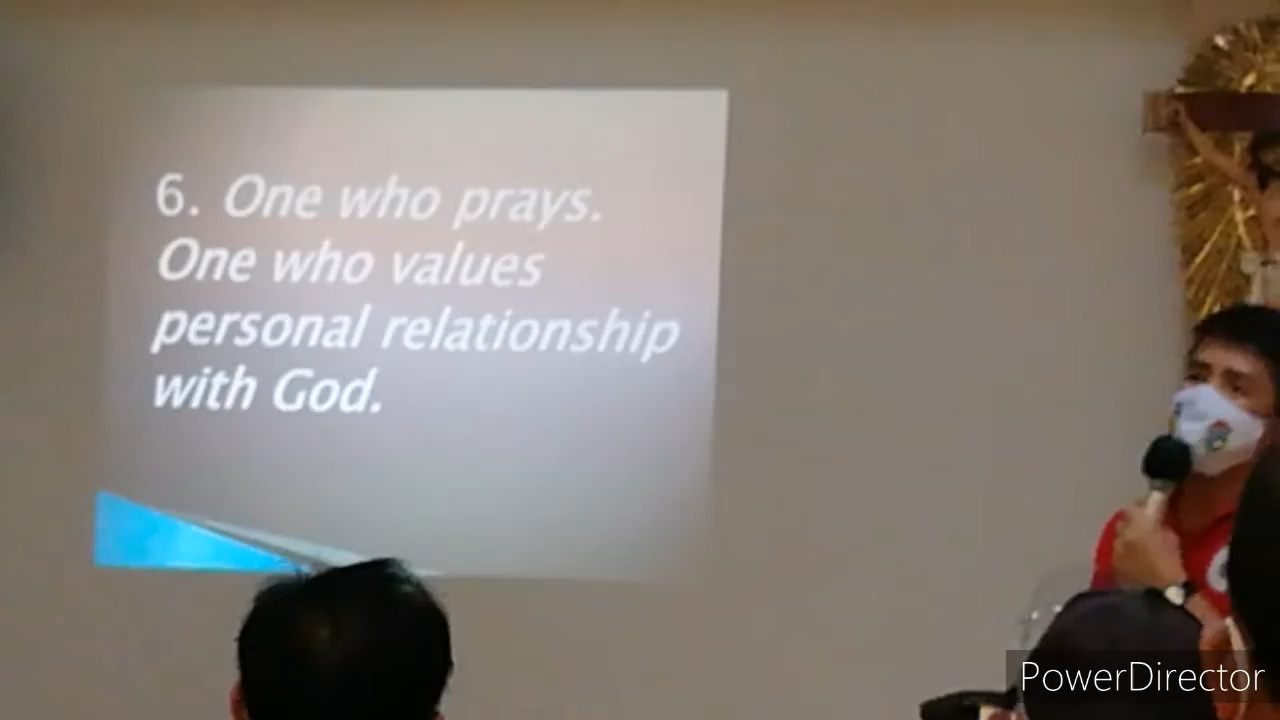 6. One who prays.
One who values
personal relationship
with God.
PowerDirector